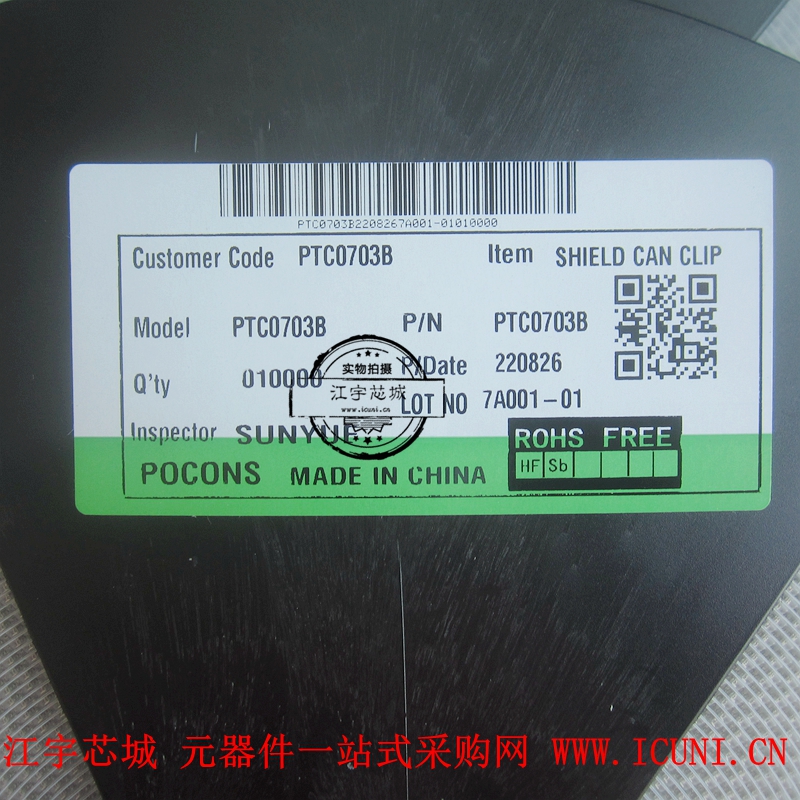 PTC0703B2208267A001-01010000
Customer Code PTC0703B Item SHIELD CAN CLIP
Model PTC0703B P/N PTC0703B
Q'ty 010000 P/Date 220826
实物拍摄
江宇芯城
www.icuni.cn
LOT NO 7A001-01
Inspector SUNYUE
ROHS FREE
HF Sb
POCONS MADE IN CHINA
江宇芯城 元器件一站式采购网 WWW.ICUNI.CN